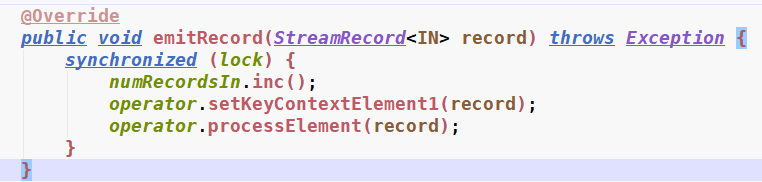 @Override
public void emitRecord(StreamRecord<IN> record) throws Exception {
    synchronized (lock) {
        numRecordsIn.inc();
        operator.setKeyContextElement1(record);
        operator.processElement(record);
    }
}